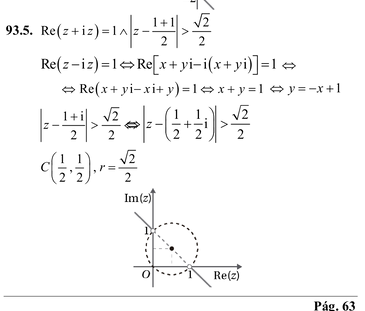 93.5. Re(z+iz)=1∧|z−(1+1)/2|>√2/2
Re(z−iz)=1⇔Re[x+yi−i(x+yi)]=1 ⇔
⇔ Re(x+yi−xi+y)=1⇔x+y=1 ⇔ y=−x+1
|z−(1+i)/2|>√2/2 ⇔ |z−(1/2+1/2i)|>√2/2
C(1/2,1/2), r=√2/2
Im(z)
1
O 1 Re(z)
Pág. 63